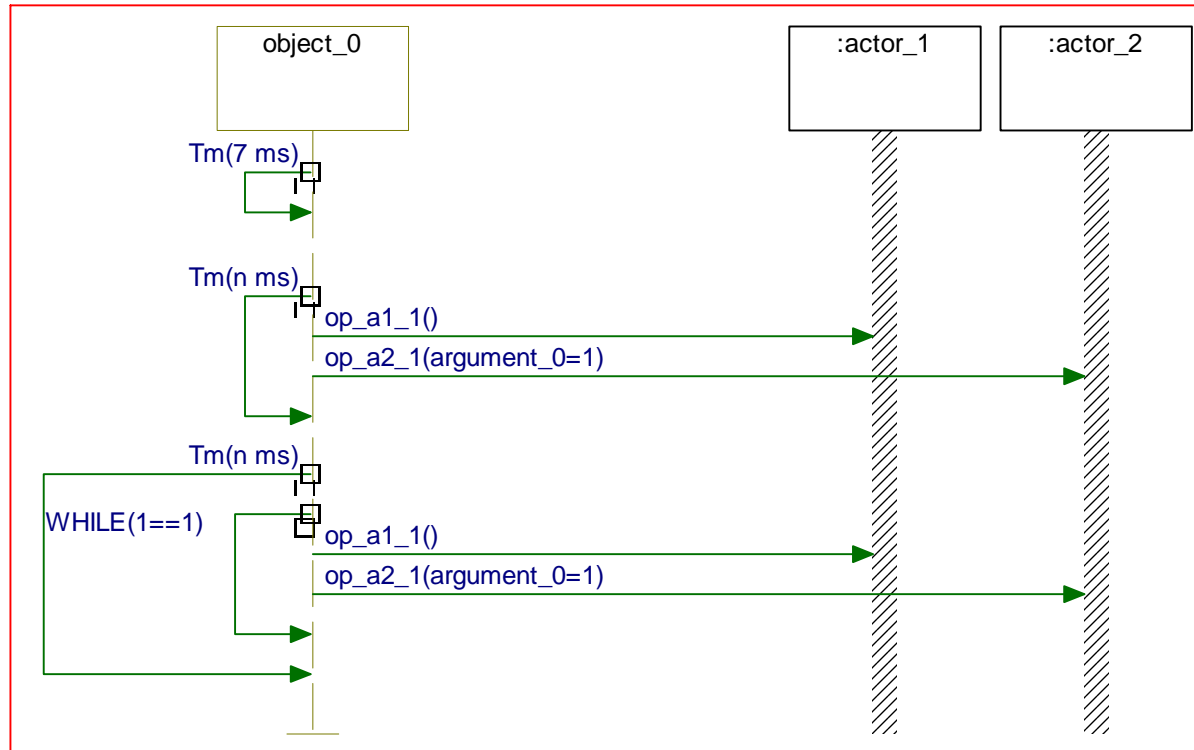 object_0
:actor_1
:actor_2
Tm(7 ms)
Tm(n ms)
op_a1_1()
op_a2_1(argument_0=1)
Tm(n ms)
WHILE(1==1)
op_a1_1()
op_a2_1(argument_0=1)